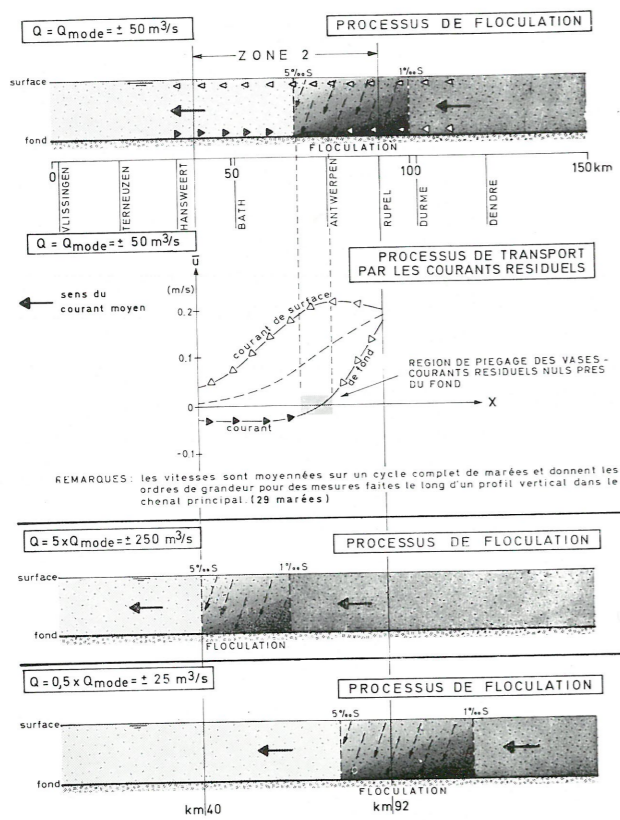 Q = Qmode = ± 50 m³/s
PROCESSUS DE FLOCULATION
ZONE 2
5‰ S
1‰ S
surface
fond
FLOCULATION
0
50
100
150 km
VLISSINGEN
TERNEUZEN
HANSWEERT
BATH
ANTWERPEN
RUPEL
DURME
DENDRE
Q = Qmode = ± 50 m³/s
PROCESSUS DE TRANSPORT
PAR LES COURANTS RESIDUELS
sens du
courant moyen
ū
(m/s)
0.2
0.1
0
-0.1
courant de surface
courant
de fond
X
REGION DE PIEGAGE DES VASES -
COURANTS RESIDUELS NULS PRES
DU FOND
REMARQUES: les vitesses sont moyennées sur un cycle complet de marées et donnent les
ordres de grandeur pour des mesures faites le long d'un profil vertical dans le
chenal principal. (29 marées)
Q = 5 x Qmode = ± 250 m³/s
PROCESSUS DE FLOCULATION
5‰ S
1‰ S
surface
fond
FLOCULATION
Q = 0,5 x Qmode = ± 25 m³/s
PROCESSUS DE FLOCULATION
5‰ S
1‰ S
surface
fond
FLOCULATION
km 40
km 92